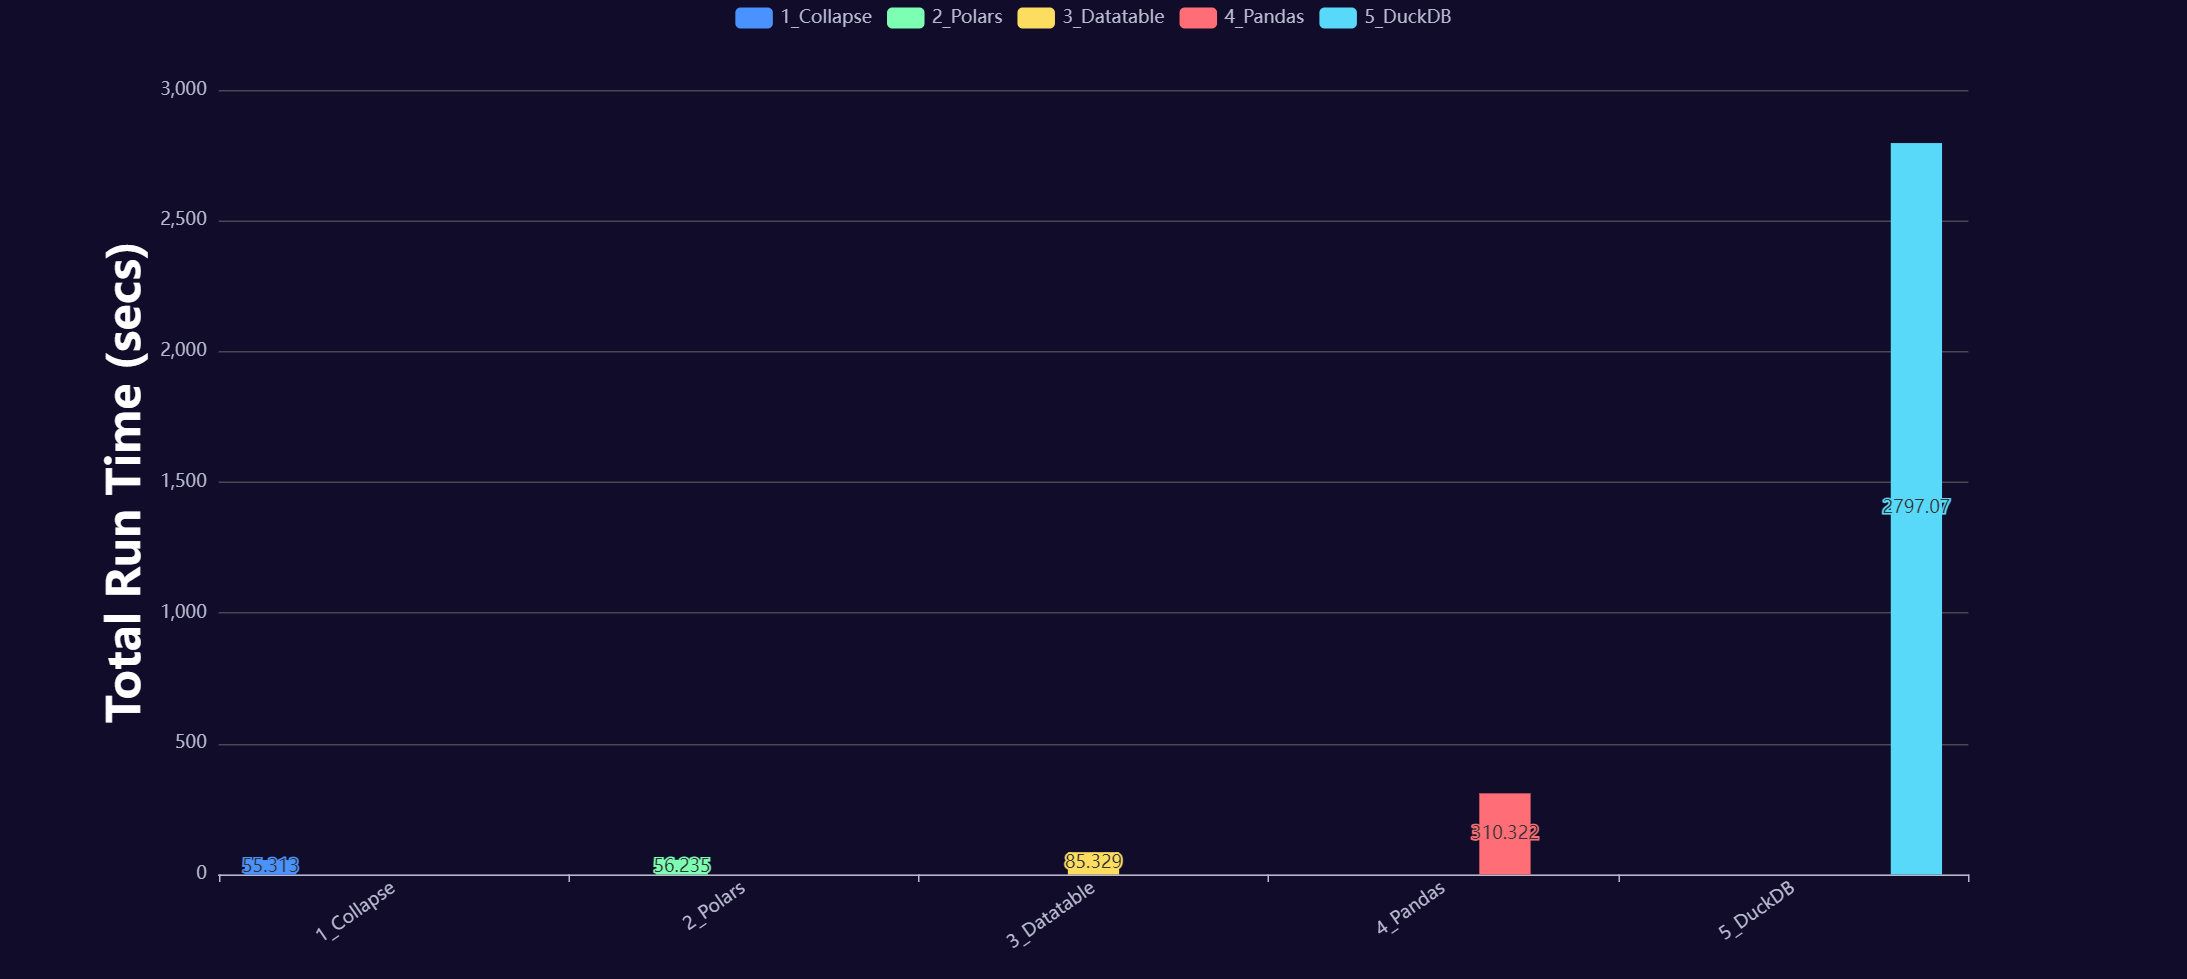 1_Collapse 2_Polars 3_Datatable 4_Pandas 5_DuckDB
Total Run Time (secs)
3,000
2,500
2,000
1,500
1,000
500
0
55.313
56.235
85.329
310.322
2797.07
1_Collapse
2_Polars
3_Datatable
4_Pandas
5_DuckDB